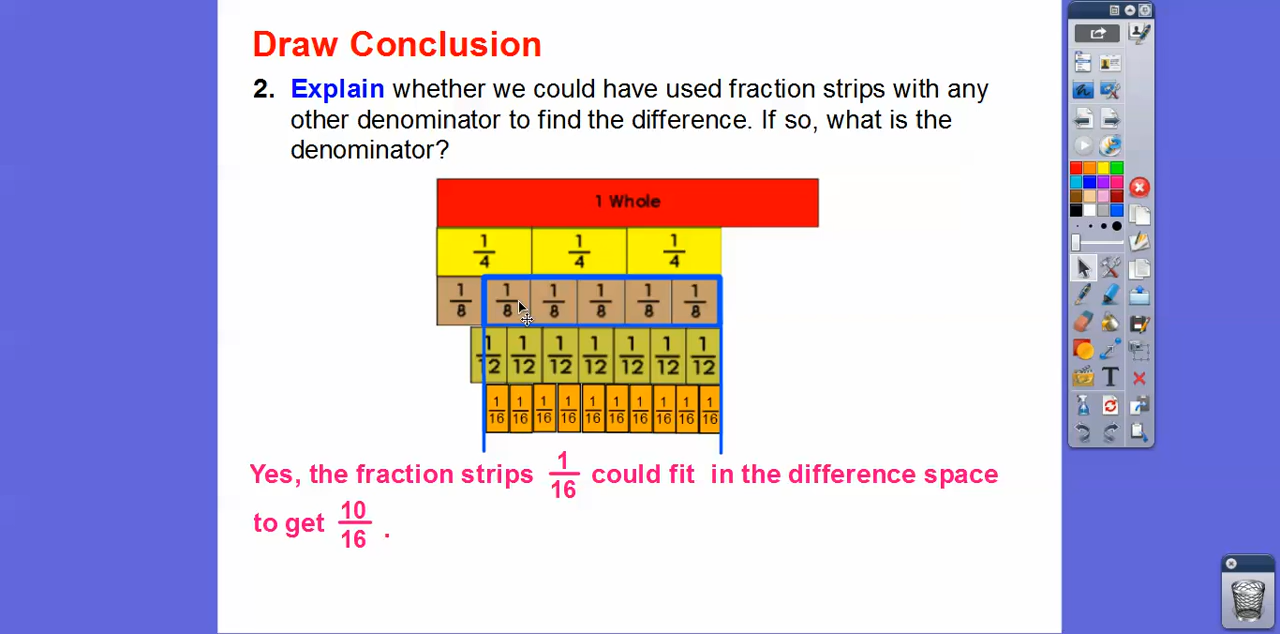 Draw Conclusion
2. Explain whether we could have used fraction strips with any
other denominator to find the difference. If so, what is the
denominator?
1 Whole
1/4 1/4 1/4
1/8 1/8 1/8 1/8 1/8 1/8
1/12 1/12 1/12 1/12 1/12 1/12 1/12
1/16 1/16 1/16 1/16 1/16 1/16 1/16 1/16 1/16 1/16
Yes, the fraction strips 1/16 could fit in the difference space
to get 10/16 .
T